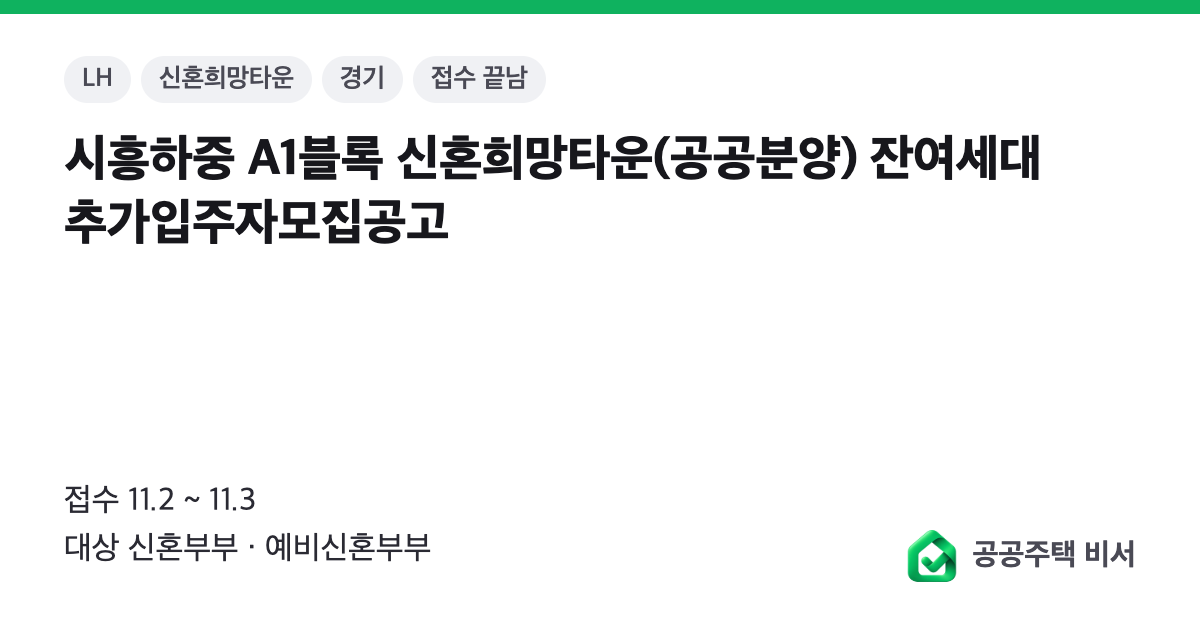 LH 신혼희망타운 경기 접수 끝남
시흥하중 A1블록 신혼희망타운(공공분양) 잔여세대
추가입주자모집공고
접수 11.2 ~ 11.3
대상 신혼부부 · 예비신혼부부
공공주택 비서